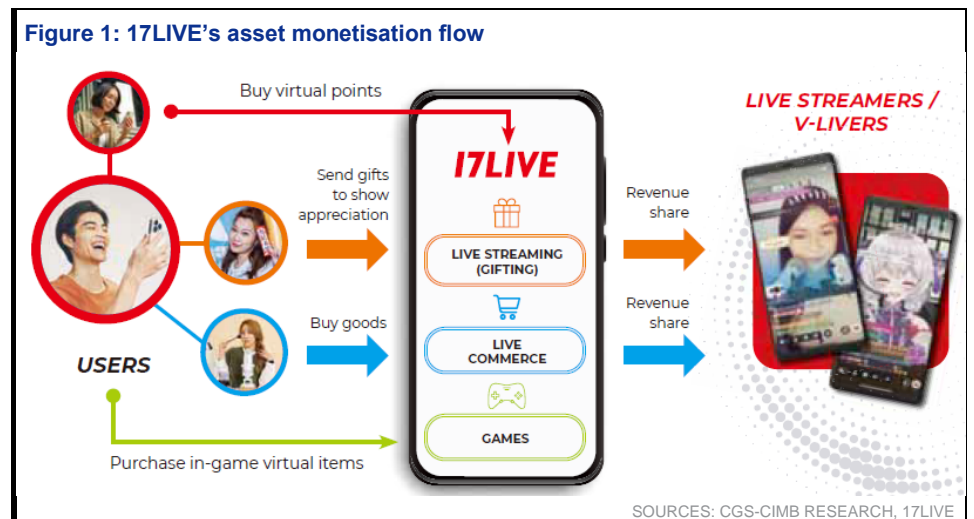 Figure 1: 17LIVE's asset monetisation flow
Buy virtual points
LIVE STREAMERS /
V-LIVERS
17LIVE
Send gifts
to show
appreciation
Revenue
share
LIVE STREAMING
(GIFTING)
Buy goods
Revenue
share
LIVE
COMMERCE
USERS
GAMES
Purchase in-game virtual items
SOURCES: CGS-CIMB RESEARCH, 17LIVE